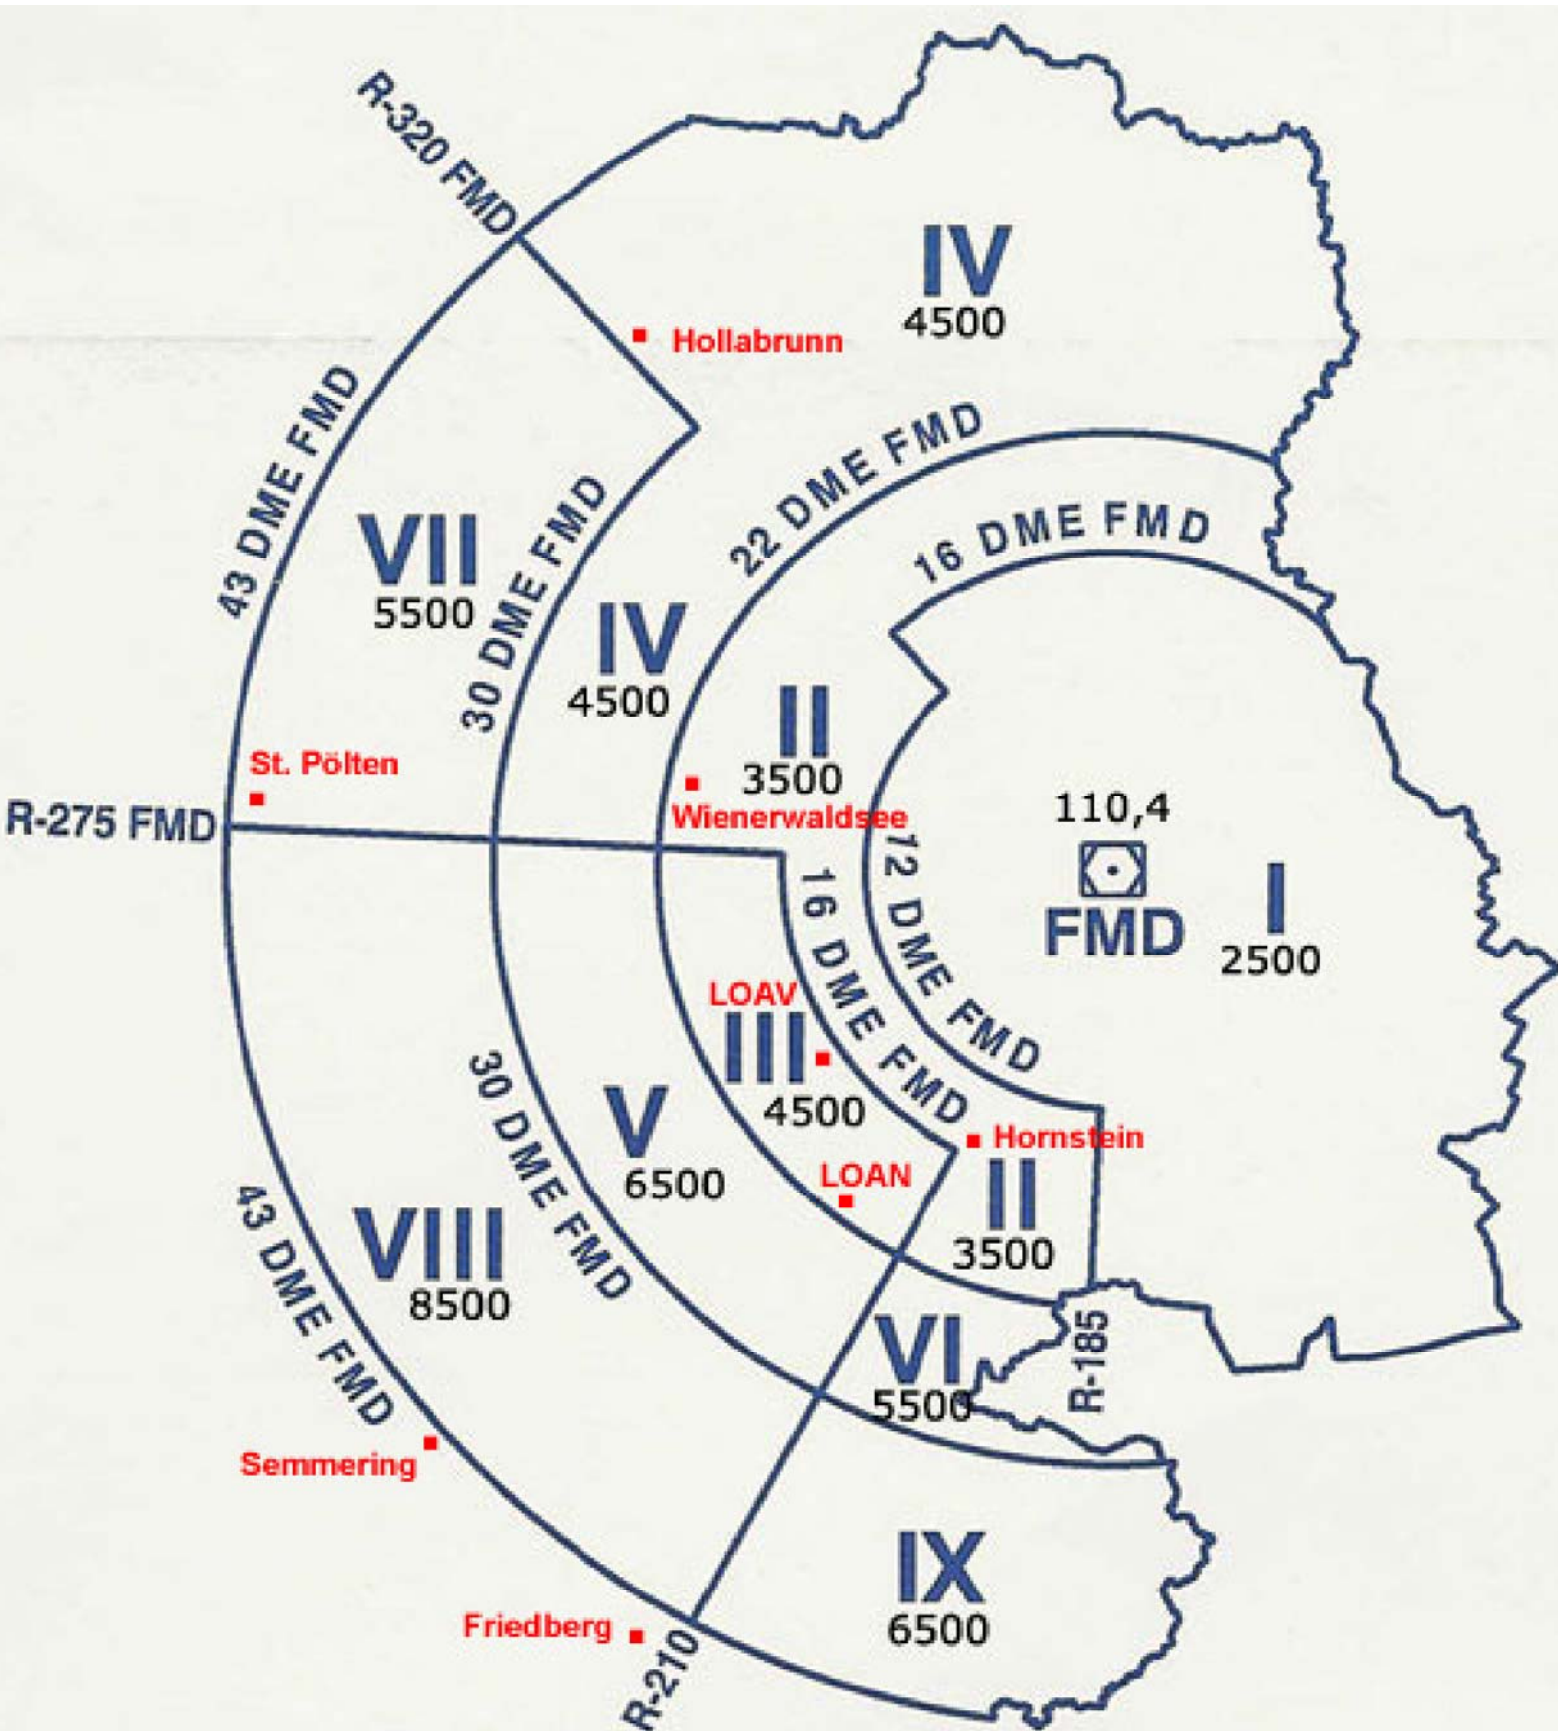 R-320 FMD
IV
4500
Hollabrunn
43 DME FMD
22 DME FMD
30 DME FMD
16 DME FMD
VII
5500
IV
4500
II
3500
St. Pölten
Wienerwaldsee
R-275 FMD
110,4
FMD
I
2500
12 DME FMD
16 DME FMD
LOAV
III
4500
Hornstein
V
6500
LOAN
II
3500
30 DME FMD
VIII
8500
43 DME FMD
VI
5500
R-185
Semmering
IX
6500
Friedberg
R-210